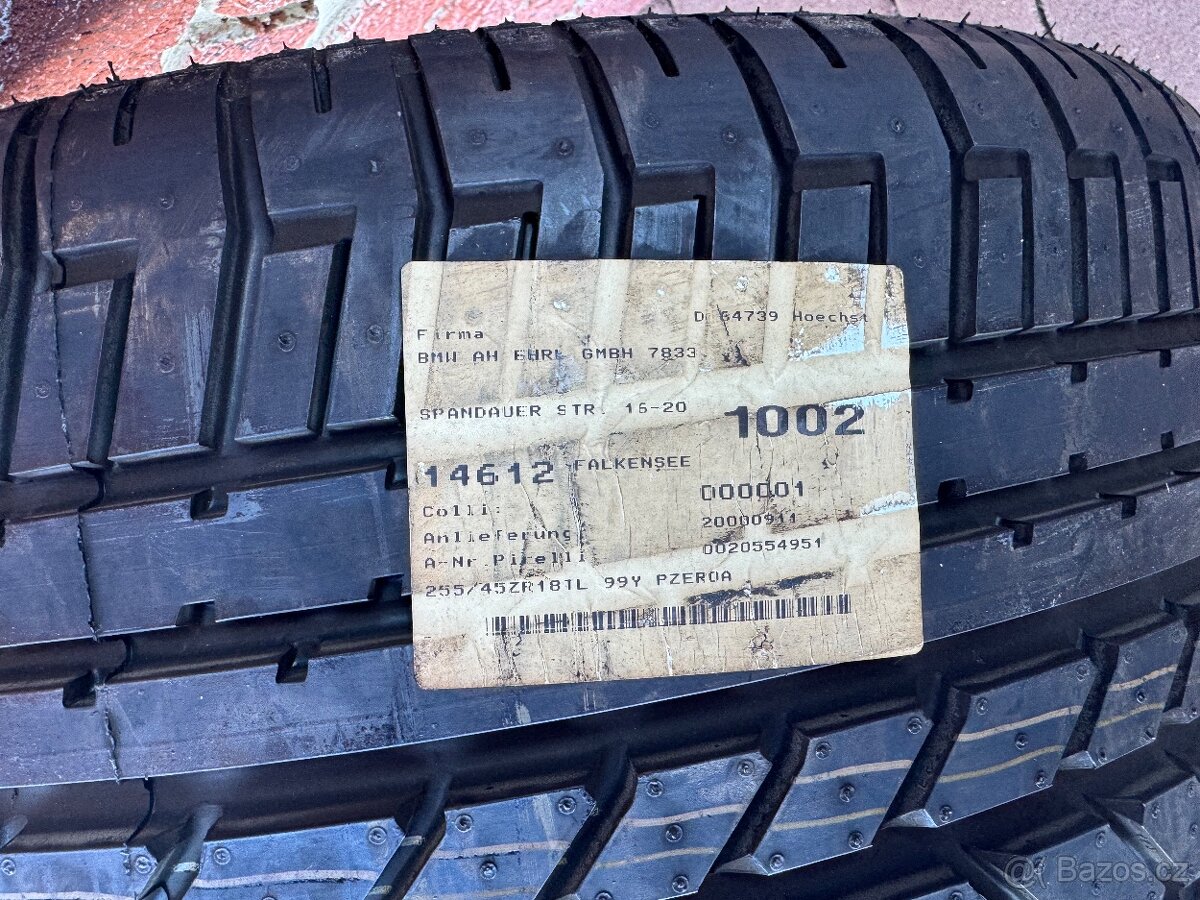 D 64739 Hoechst
Firma
BMW AH EHRL GMBH 7833
SPANDAUER STR. 16-20
1002
14612 FALKENSEE
Colli: 000001
Anlieferung: 20000911
A-Nr.Pirelli 0020554951
255/45ZR18TL 99Y PZEROA
Bazos.cz